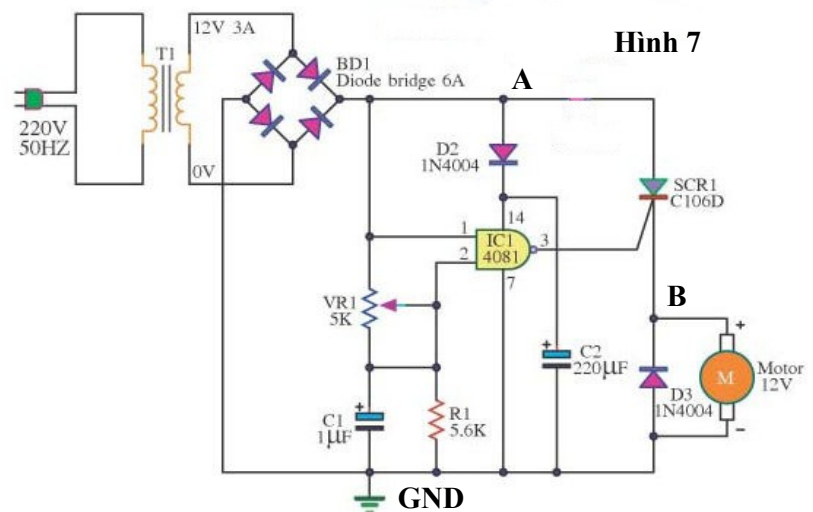 12V 3A
Hình 7
T1
BD1
Diode bridge 6A
A
220V
50HZ
D2
1N4004
0V
SCR1
C106D
14
1
IC1
4081
3
2
7
VR1
5K
B
C2
220µF
+
M
Motor
12V
+
D3
1N4004
C1
1µF
+
R1
5.6K
−
GND